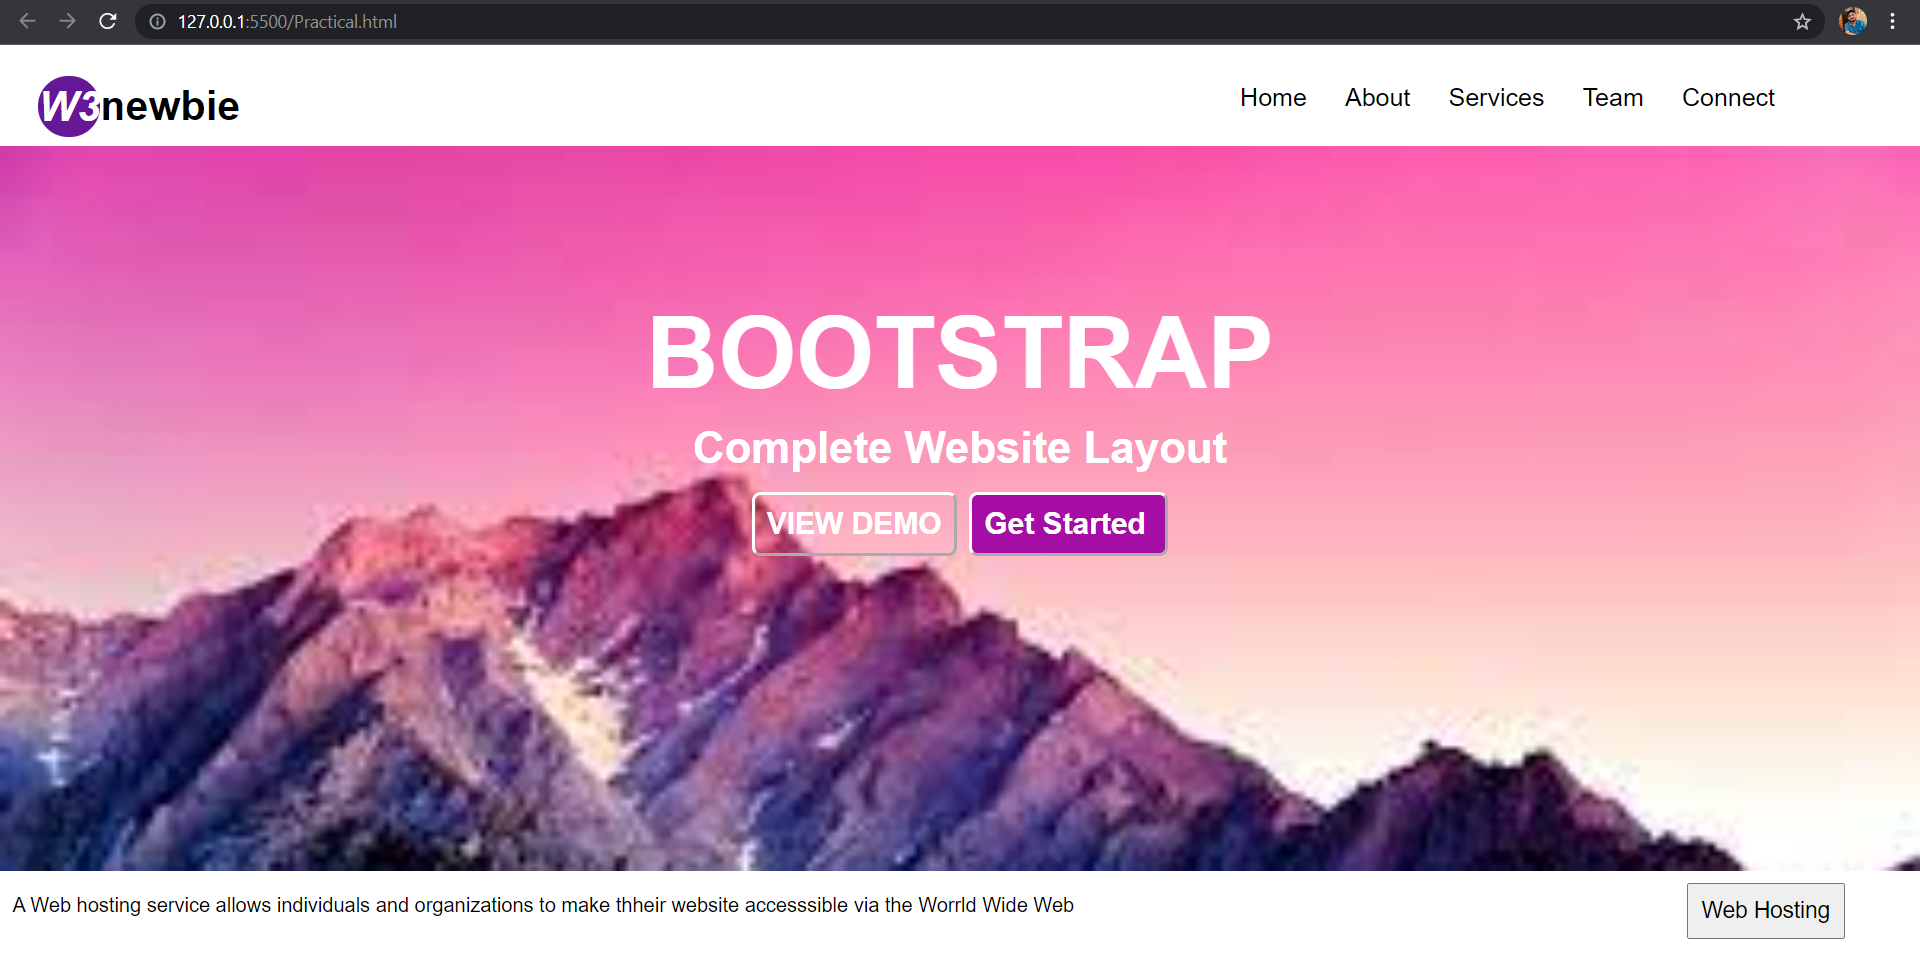 127.0.0.1:5500/Practical.html
W3newbie
Home About Services Team Connect
BOOTSTRAP
Complete Website Layout
VIEW DEMO Get Started
A Web hosting service allows individuals and organizations to make thheir website accesssible via the Worrld Wide Web
Web Hosting